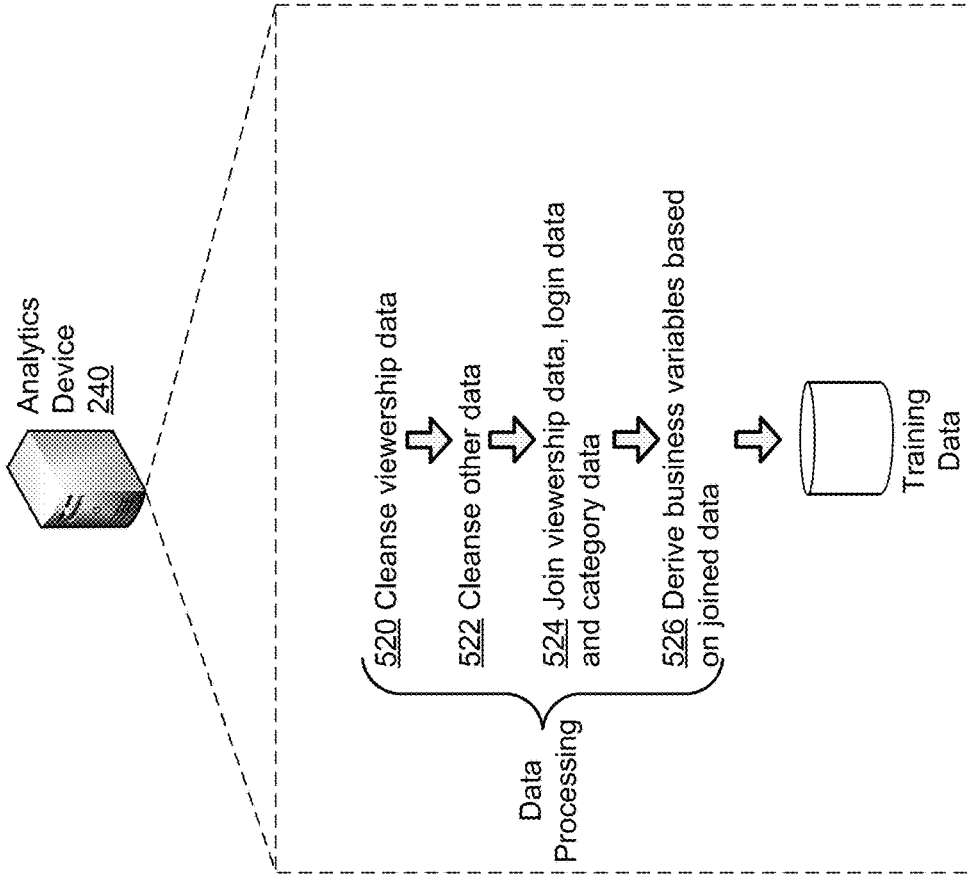 Analytics
Device
240
520 Cleanse viewership data
522 Cleanse other data
524 Join viewership data, login data
and category data
526 Derive business variables based
on joined data
Data
Processing
Training
Data